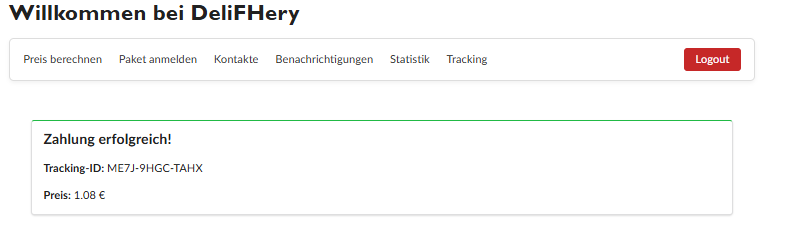 Willkommen bei DeliFHery
Preis berechnen Paket anmelden Kontakte Benachrichtigungen Statistik Tracking Logout
Zahlung erfolgreich!
Tracking-ID: ME7J-9HGC-TAHX
Preis: 1.08 €